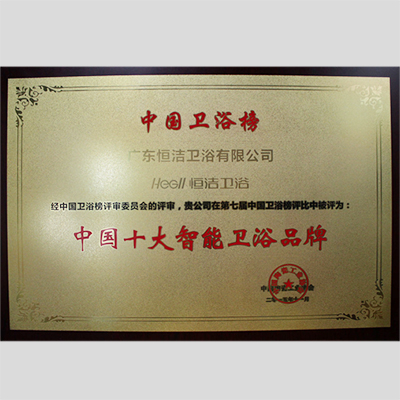 中国卫浴榜
广东恒洁卫浴有限公司
HeGII 恒洁卫浴
经中国卫浴榜评审委员会的评审，贵公司在第七届中国卫浴榜评比中被评为：
中国十大智能卫浴品牌